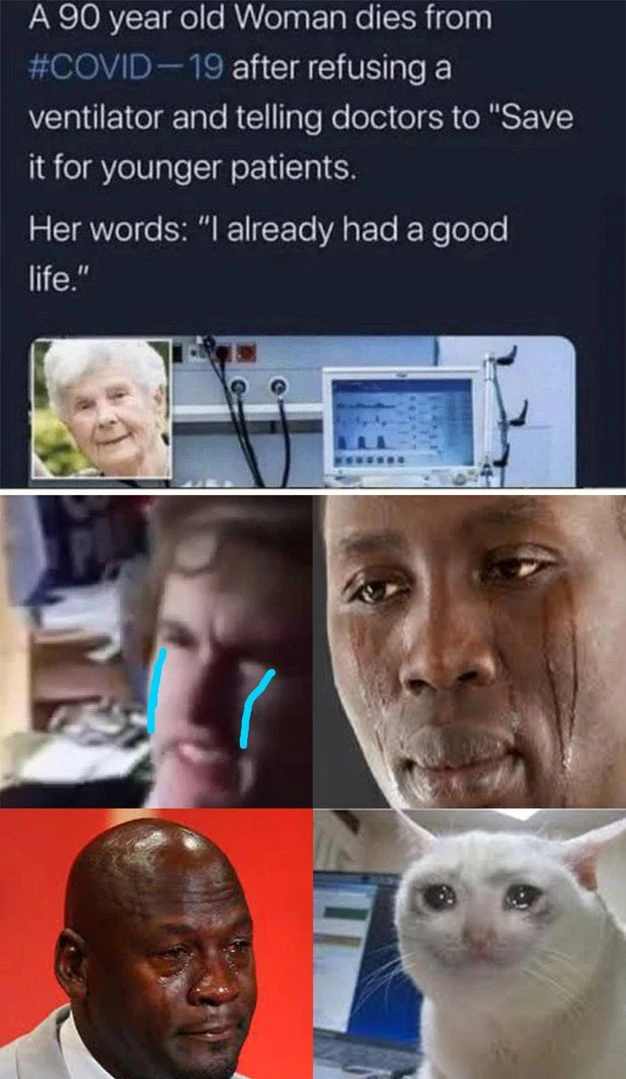 A 90 year old Woman dies from
#COVID–19 after refusing a
ventilator and telling doctors to "Save
it for younger patients.
Her words: “I already had a good
life.”